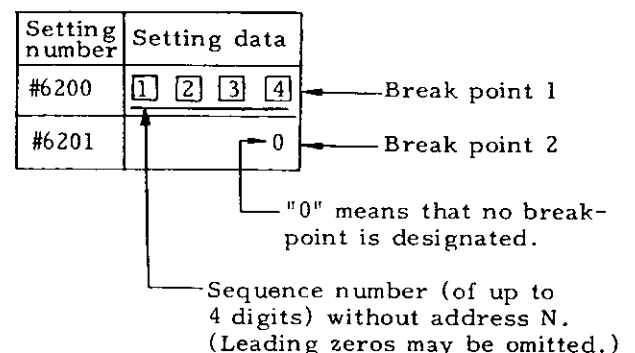 Setting number Setting data
#6200 1 2 3 4 Break point 1
#6201 0 Break point 2
"0" means that no break-
point is designated.
Sequence number (of up to
4 digits) without address N.
(Leading zeros may be omitted.)